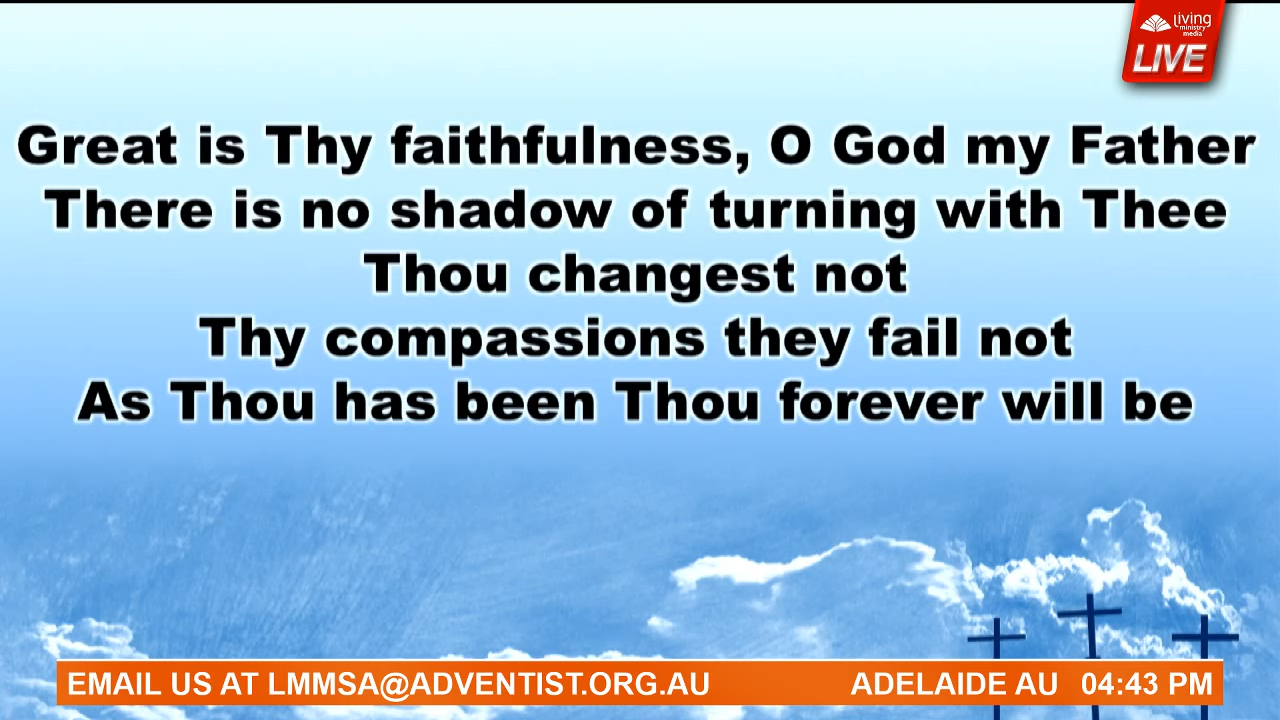 living
ministry
media
LIVE
Great is Thy faithfulness, O God my Father
There is no shadow of turning with Thee
Thou changest not
Thy compassions they fail not
As Thou has been Thou forever will be
EMAIL US AT LMMSA@ADVENTIST.ORG.AU ADELAIDE AU 04:43 PM